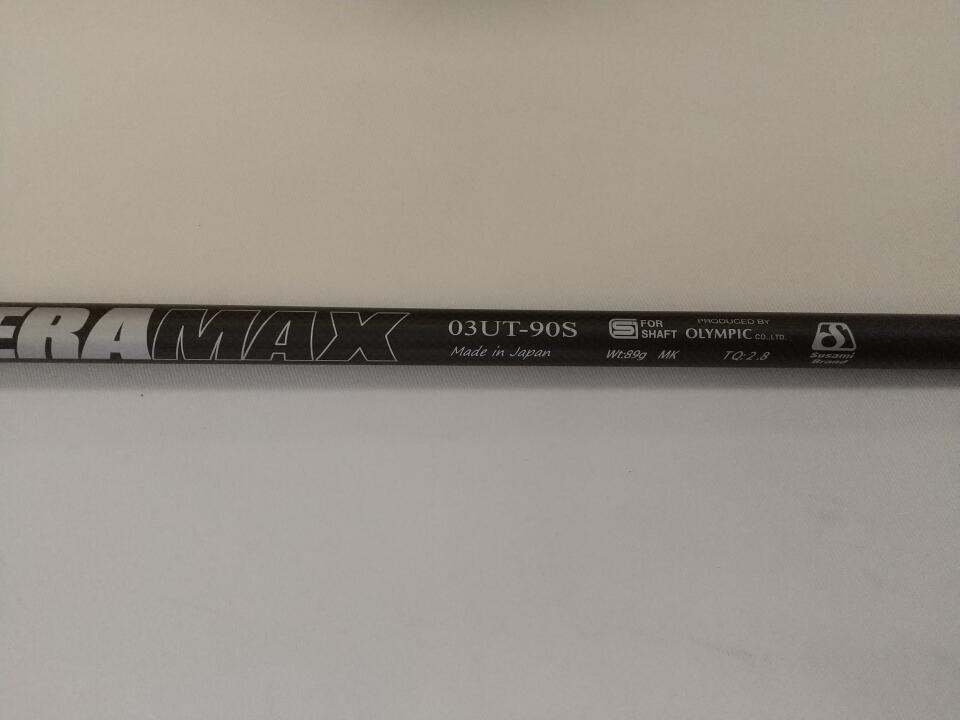 ERAMAX
03UT-90S
Made in Japan
S FOR SHAFT
Wt:89g MK
PRODUCED BY
OLYMPIC CO.,LTD.
TQ:2.8
Susami
Brand